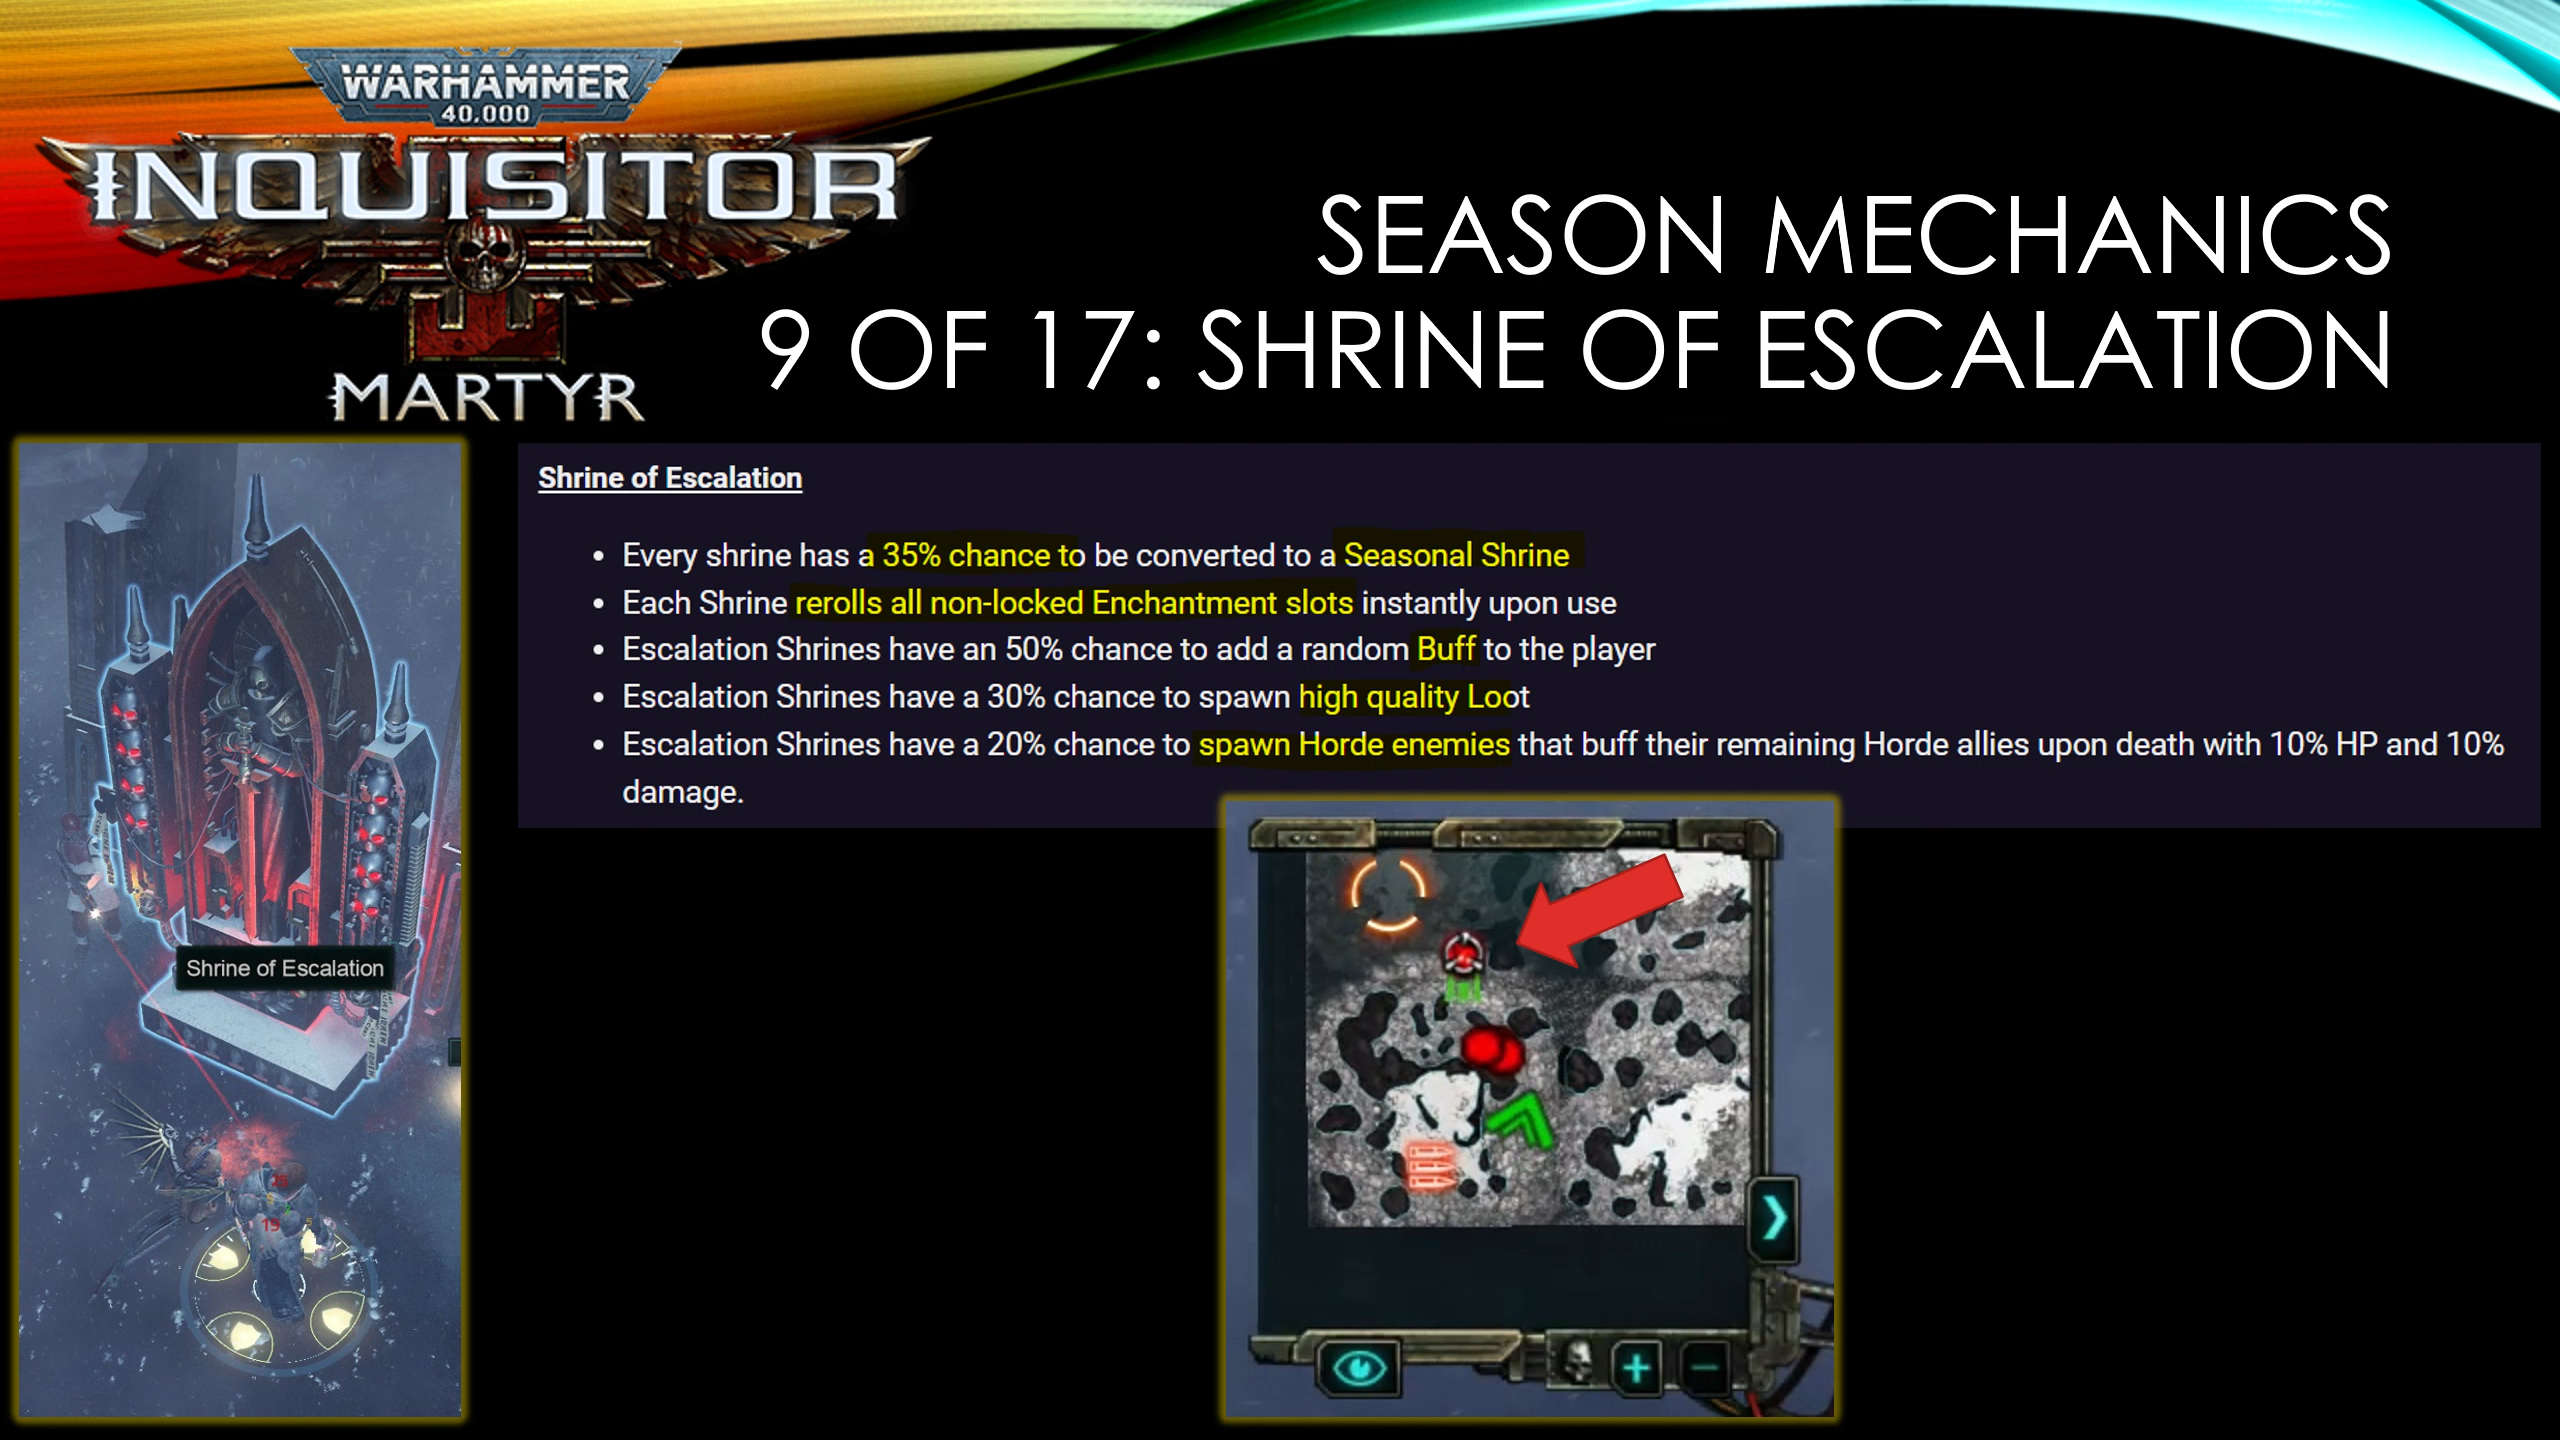 WARHAMMER
40,000
INQUISITOR
MARTYR
SEASON MECHANICS
9 OF 17: SHRINE OF ESCALATION
Shrine of Escalation
• Every shrine has a 35% chance to be converted to a Seasonal Shrine
• Each Shrine rerolls all non-locked Enchantment slots instantly upon use
• Escalation Shrines have an 50% chance to add a random Buff to the player
• Escalation Shrines have a 30% chance to spawn high quality Loot
• Escalation Shrines have a 20% chance to spawn Horde enemies that buff their remaining Horde allies upon death with 10% HP and 10%
damage.
Shrine of Escalation
25
19
5